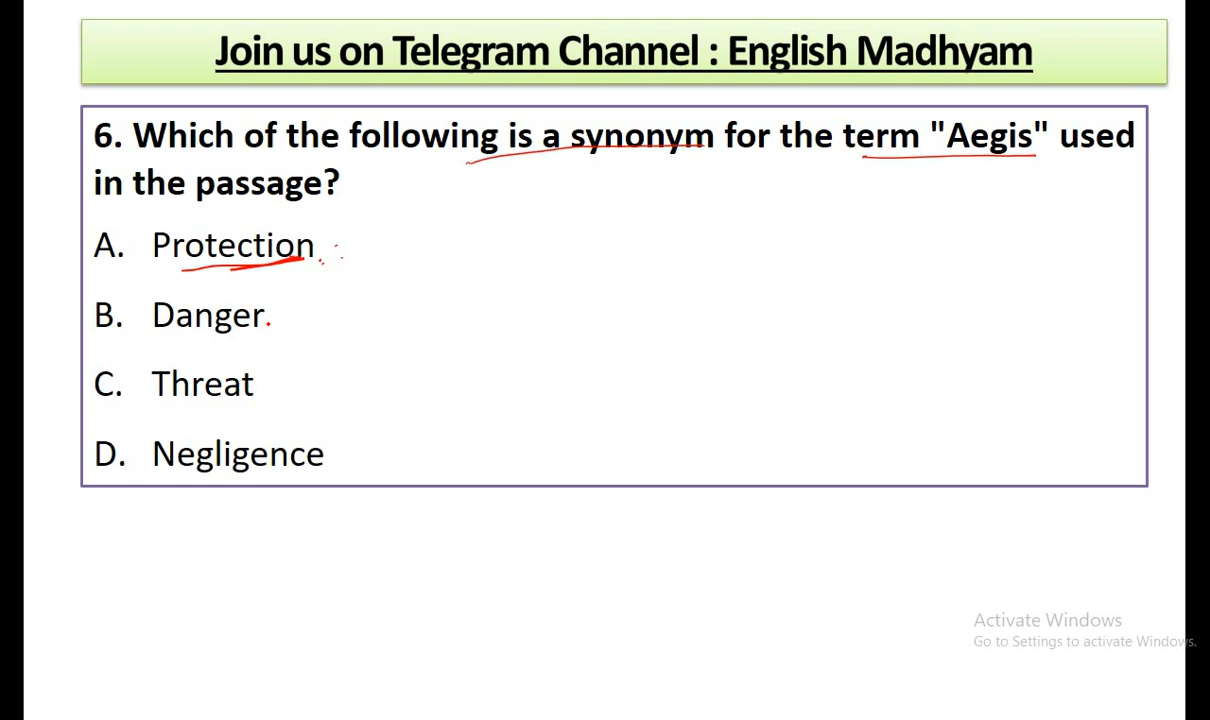 Join us on Telegram Channel : English Madhyam
6. Which of the following is a synonym for the term "Aegis" used
in the passage?
A. Protection
B. Danger
C. Threat
D. Negligence
Activate Windows
Go to Settings to activate Windows.